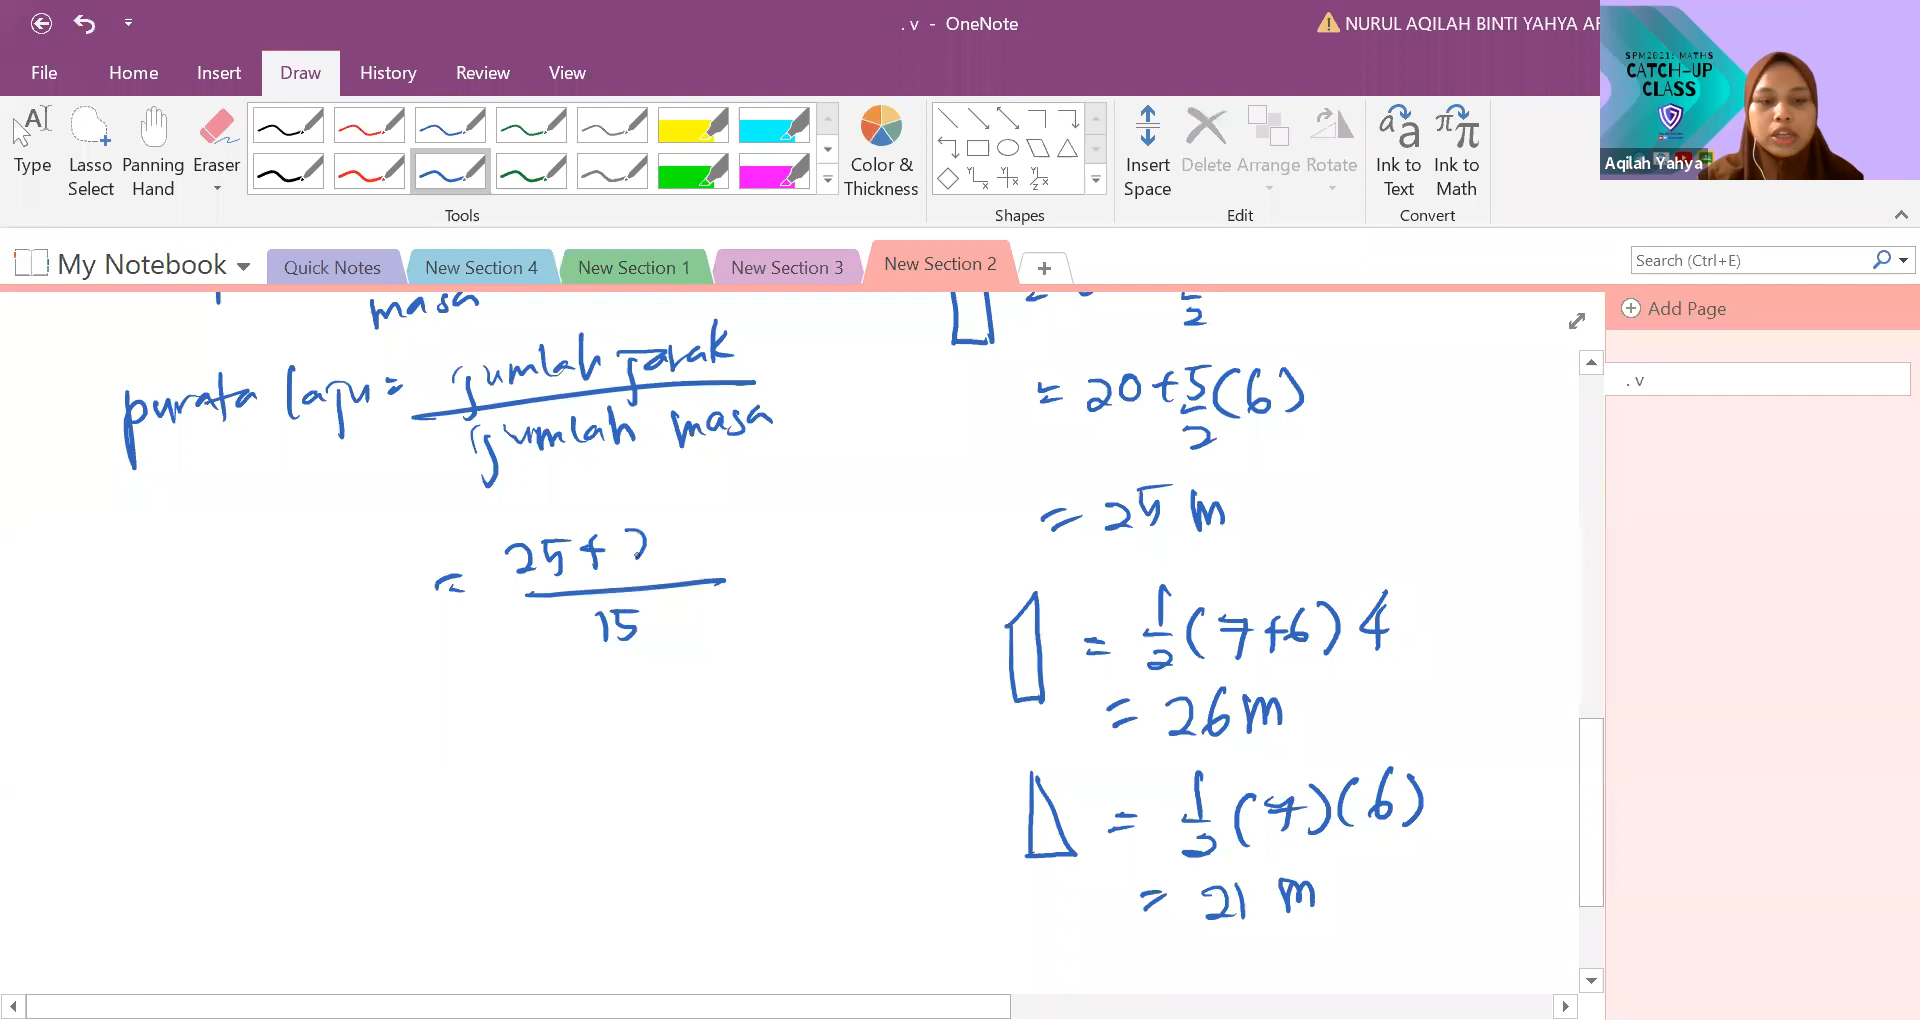 . v - OneNote
NURUL AQILAH BINTI YAHYA
SPM2021: MATHS
CATCH-UP
CLASS
Aqilah Yahya
File Home Insert Draw History Review View
Type
Lasso Select
Panning Hand
Eraser
Color & Thickness
Insert Space
Delete
Arrange
Rotate
Ink to Text
Ink to Math
Tools
Shapes
Edit
Convert
My Notebook
Quick Notes
New Section 4
New Section 1
New Section 3
New Section 2
Search (Ctrl+E)
Add Page
. v
masa
purata laju = jumlah jarak / jumlah masa
= 25 + 2 / 15
2
= 20 + 5/2 (6)
= 25 m
= 1/2 (7+6) 4
= 26 m
= 1/2 (7)(6)
= 21 m